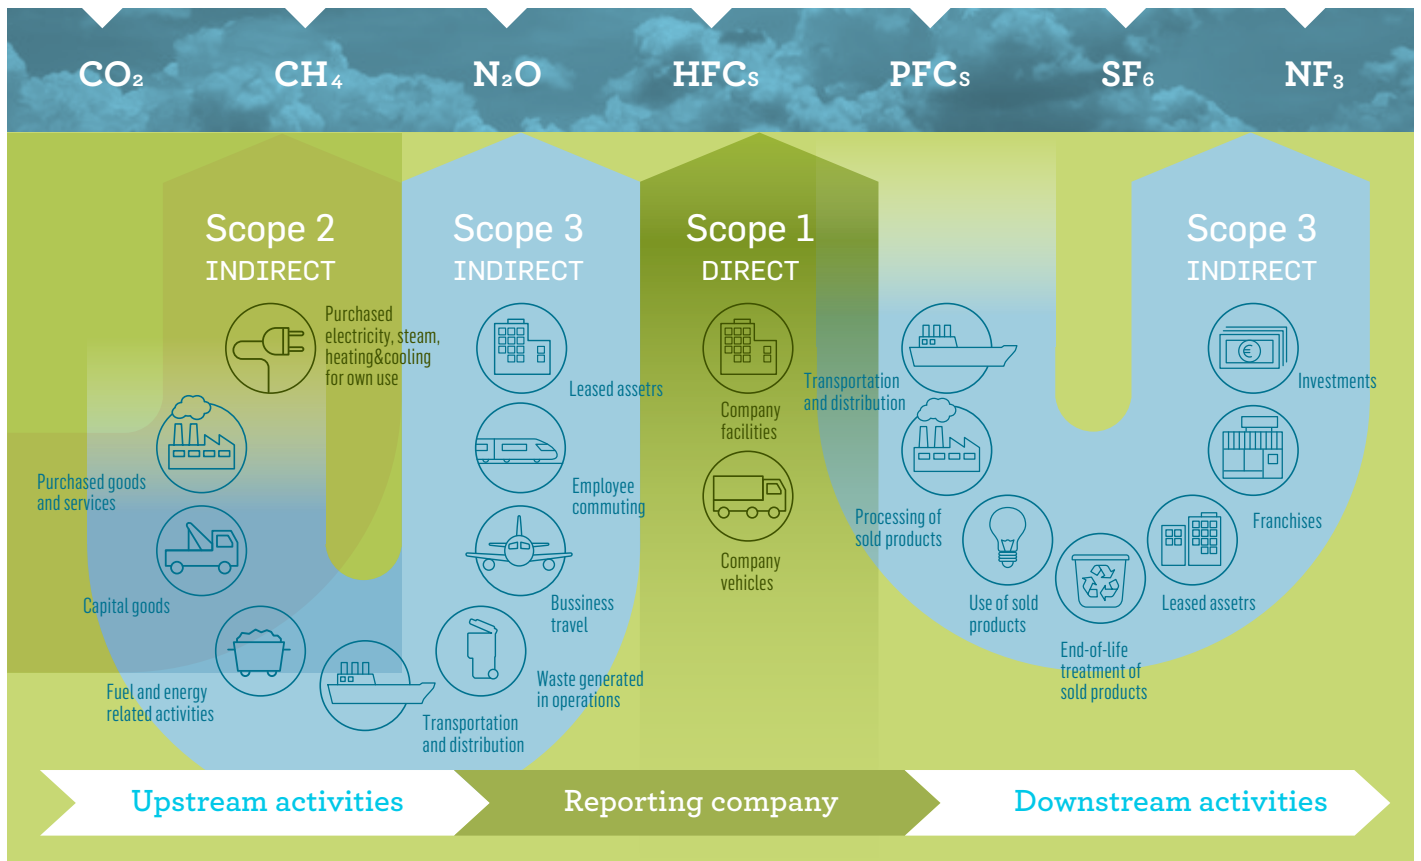 CO2 CH4 N2O HFCs PFCs SF6 NF3
Scope 2
INDIRECT
Purchased
electricity, steam,
heating&cooling
for own use
Scope 3
INDIRECT
Purchased goods
and services
Capital goods
Fuel and energy
related activities
Transportation
and distribution
Waste generated
in operations
Bussiness
travel
Employee
commuting
Leased assetrs
Scope 1
DIRECT
Company
facilities
Company
vehicles
Scope 3
INDIRECT
Transportation
and distribution
Processing of
sold products
Use of sold
products
End-of-life
treatment of
sold products
Leased assetrs
Franchises
Investments
€
Upstream activities
Reporting company
Downstream activities